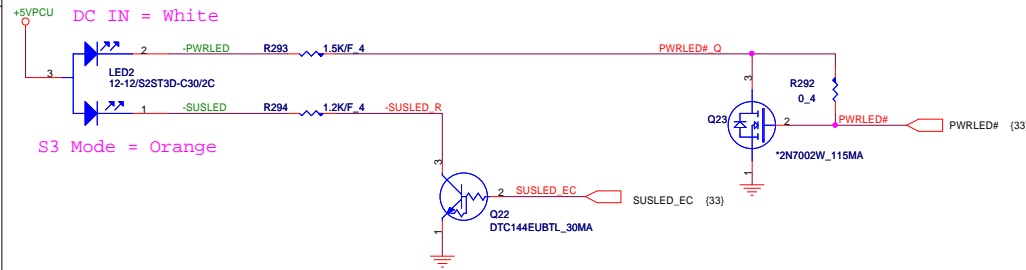 +5VPCU
DC IN = White
2
-PWRLED
R293
1.5K/F_4
PWRLED#_Q
3
LED2
12-12/S2ST3D-C30/2C
3
R292
0_4
1
-SUSLED
R294
1.2K/F_4
-SUSLED_R
Q23
2
PWRLED#
PWRLED# {33
S3 Mode = Orange
*2N7002W_115MA
3
1
2
SUSLED_EC
SUSLED_EC {33}
Q22
DTC144EUBTL_30MA
1